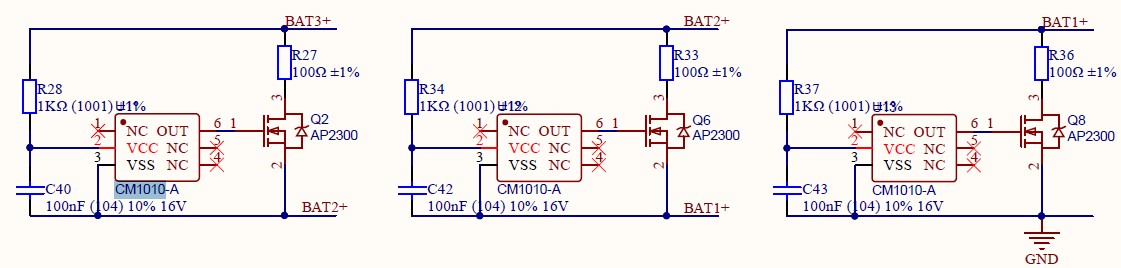 BAT3+
R27
100Ω ±1%
R28
1KΩ (1001) ±1%
3
1
NC
OUT
6
1
Q2
AP2300
2
VCC
NC
5
3
VSS
NC
4
2
CM1010-A
C40
100nF (104) 10% 16V
BAT2+
BAT2+
R33
100Ω ±1%
R34
1KΩ (1001) ±1%
3
1
NC
OUT
6
1
Q6
AP2300
2
VCC
NC
5
3
VSS
NC
4
2
CM1010-A
C42
100nF (104) 10% 16V
BAT1+
BAT1+
R36
100Ω ±1%
R37
1KΩ (1001) ±1%
3
1
NC
OUT
6
1
Q8
AP2300
2
VCC
NC
5
3
VSS
NC
4
2
CM1010-A
C43
100nF (104) 10% 16V
GND